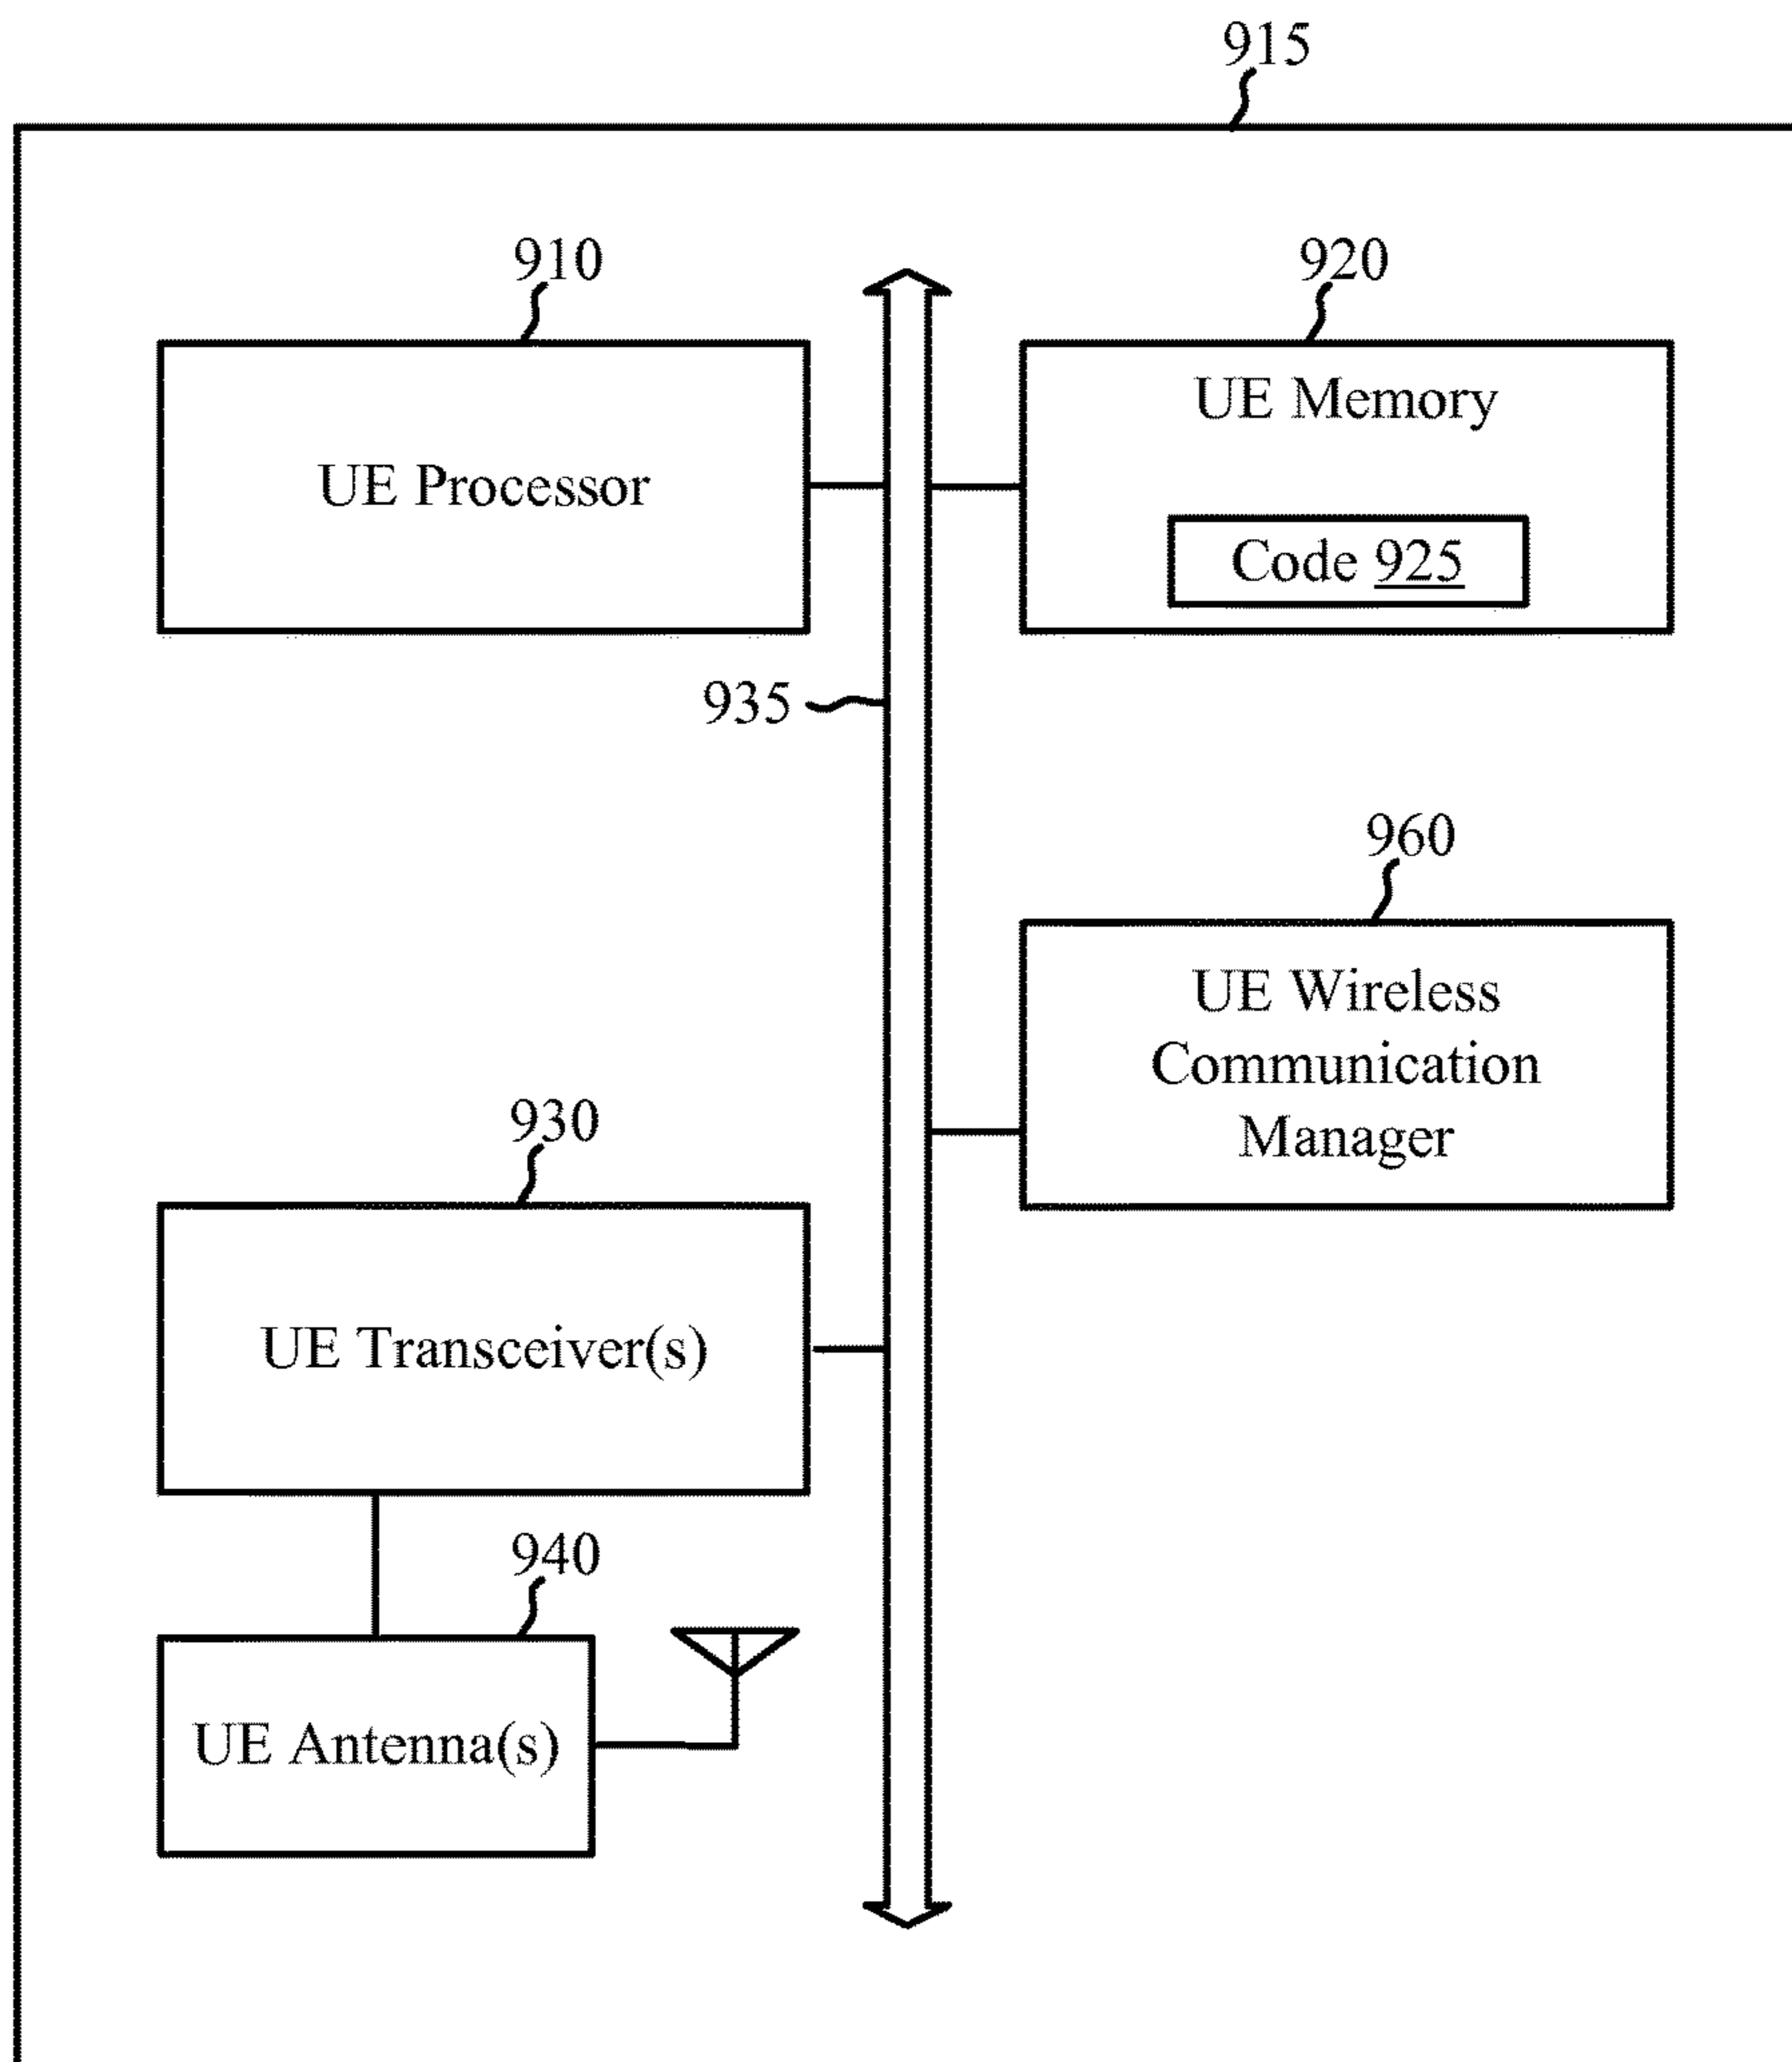 915
910
920
UE Processor
UE Memory
Code 925
935
960
UE Wireless
Communication
Manager
930
UE Transceiver(s)
940
UE Antenna(s)